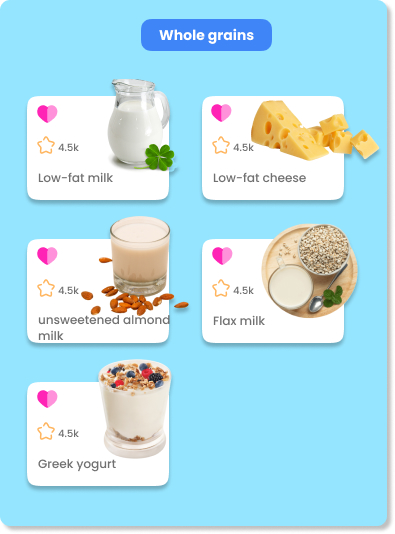 Whole grains
4.5k
Low-fat milk
4.5k
Low-fat cheese
4.5k
unsweetened almond
milk
4.5k
Flax milk
4.5k
Greek yogurt